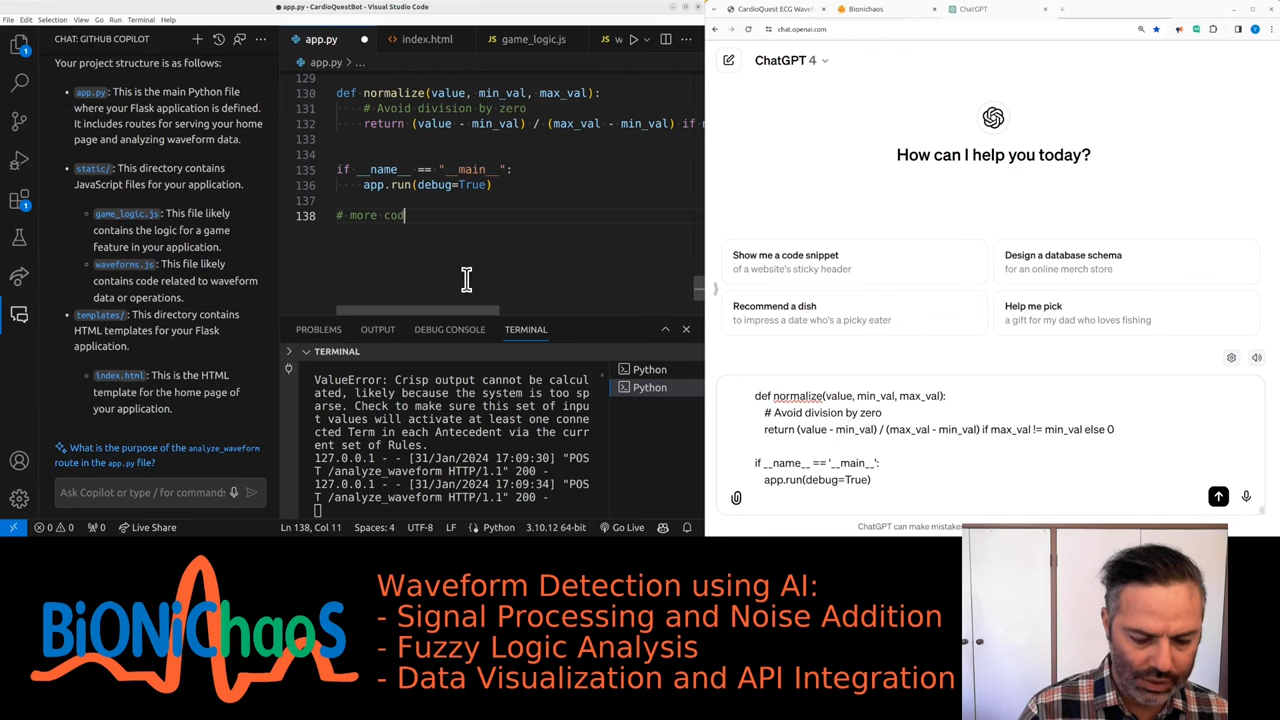 app.py - CardioQuestBot - Visual Studio Code
File Edit Selection View Go Run Terminal Help
CHAT: GITHUB COPILOT
Your project structure is as follows:
app.py: This is the main Python file
where your Flask application is defined.
It includes routes for serving your home
page and analyzing waveform data.
static/: This directory contains
JavaScript files for your application.
game_logic.js: This file likely
contains the logic for a game
feature in your application.
waveforms.js: This file likely
contains code related to waveform
data or operations.
templates/: This directory contains
HTML templates for your Flask
application.
index.html: This is the HTML
template for the home page of
your application.
What is the purpose of the analyze_waveform
route in the app.py file?
Ask Copilot or type / for commands
app.py
index.html
JS game_logic.js
JS w
app.py > ...
129
130 def normalize(value, min_val, max_val):
131 # Avoid division by zero
132 return (value - min_val) / (max_val - min_val) if m
133
134
135 if __name__ == "__main__":
136 app.run(debug=True)
137
138 # more cod
PROBLEMS OUTPUT DEBUG CONSOLE TERMINAL
TERMINAL
ValueError: Crisp output cannot be calcul
ated, likely because the system is too sp
arse. Check to make sure this set of inpu
t values will activate at least one conne
cted Term in each Antecedent via the curr
ent set of Rules.
127.0.0.1 - - [31/Jan/2024 17:09:30] "POS
T /analyze_waveform HTTP/1.1" 200 -
127.0.0.1 - - [31/Jan/2024 17:09:34] "POS
T /analyze_waveform HTTP/1.1" 200 -
Python
Python
0 0 0 Live Share Ln 138, Col 11 Spaces: 4 UTF-8 LF Python 3.10.12 64-bit Go Live
CardioQuest ECG Wavef
Bionichaos
ChatGPT
chat.openai.com
ChatGPT 4
How can I help you today?
Show me a code snippet
of a website's sticky header
Design a database schema
for an online merch store
Recommend a dish
to impress a date who's a picky eater
Help me pick
a gift for my dad who loves fishing
def normalize(value, min_val, max_val):
# Avoid division by zero
return (value - min_val) / (max_val - min_val) if max_val != min_val else 0
if __name__ == '__main__':
app.run(debug=True)
ChatGPT can make mistake
BiONiChaoS
Waveform Detection using AI:
- Signal Processing and Noise Addition
- Fuzzy Logic Analysis
- Data Visualization and API Integration